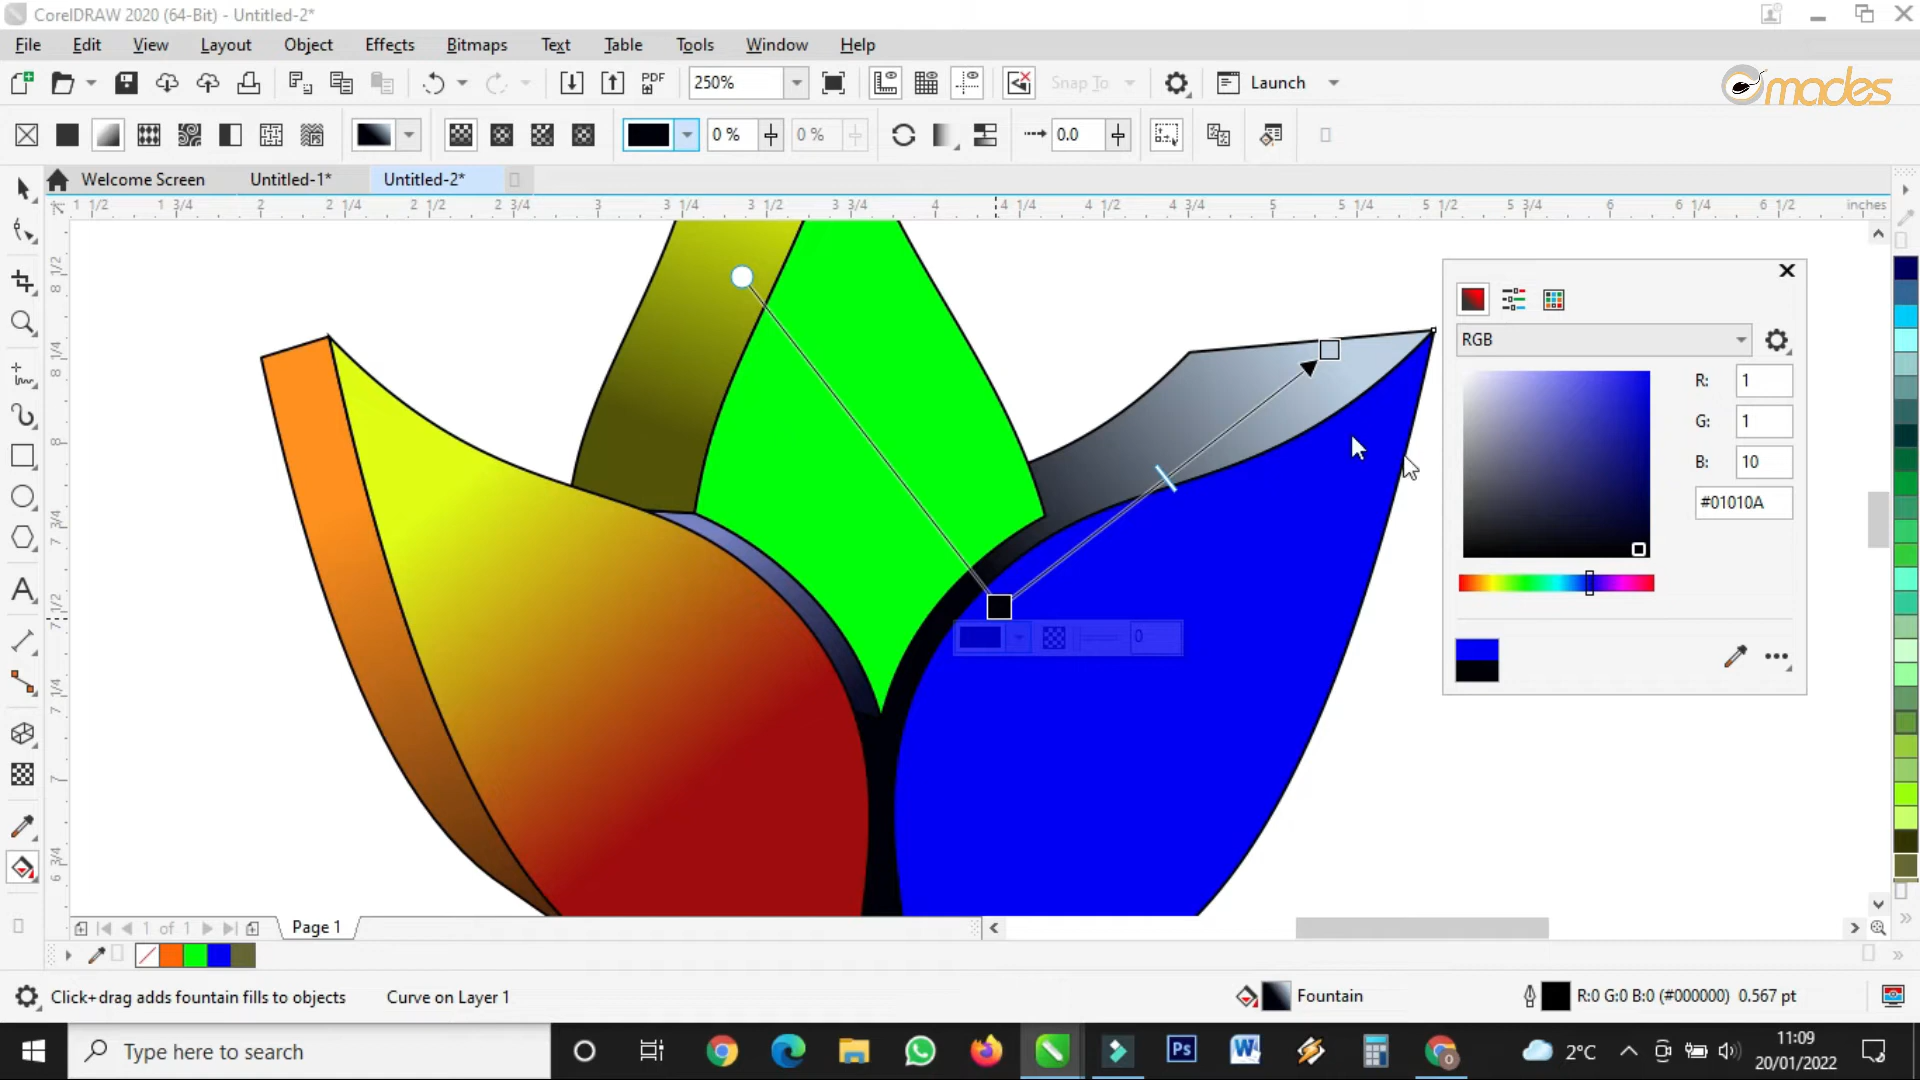 CorelDRAW 2020 (64-Bit) - Untitled-2*
File Edit View Layout Object Effects Bitmaps Text Table Tools Window Help
PDF 250% Snap To Launch
Omades
0 % 0 % 0.0
Welcome Screen Untitled-1* Untitled-2*
1 1/2 1 3/4 2 2 1/4 2 1/2 2 3/4 3 3 1/4 3 1/2 3 3/4 4 4 1/4 4 1/2 4 3/4 5 5 1/4 5 1/2 5 3/4 6 6 1/4 6 1/2 inches
RGB
R: 1
G: 1
B: 10
#01010A
0
1 of 1 Page 1
Click+drag adds fountain fills to objects Curve on Layer 1 Fountain R:0 G:0 B:0 (#000000) 0.567 pt
Type here to search
Ps
W
2°C
11:09
20/01/2022